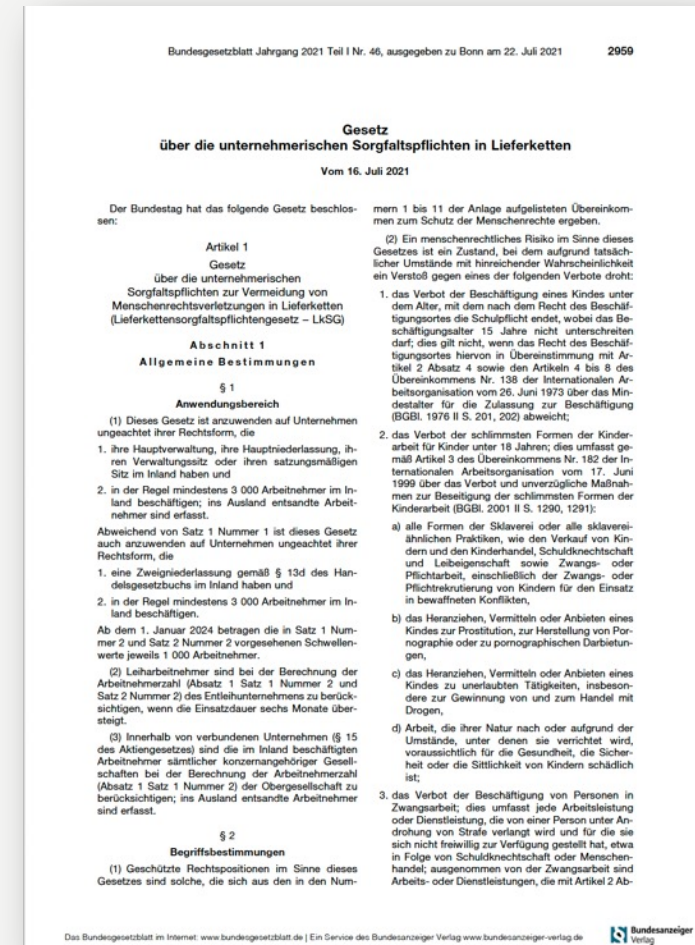 Bundesgesetzblatt Jahrgang 2021 Teil I Nr. 46, ausgegeben zu Bonn am 22. Juli 2021 2959
Gesetz
über die unternehmerischen Sorgfaltspflichten in Lieferketten
Vom 16. Juli 2021
Der Bundestag hat das folgende Gesetz beschlos-
sen:
Artikel 1
Gesetz
über die unternehmerischen
Sorgfaltspflichten zur Vermeidung von
Menschenrechtsverletzungen in Lieferketten
(Lieferkettensorgfaltspflichtengesetz – LkSG)
Abschnitt 1
Allgemeine Bestimmungen
§ 1
Anwendungsbereich
(1) Dieses Gesetz ist anzuwenden auf Unternehmen
ungeachtet ihrer Rechtsform, die
1. ihre Hauptverwaltung, ihre Hauptniederlassung, ih-
ren Verwaltungssitz oder ihren satzungsmäßigen
Sitz im Inland haben und
2. in der Regel mindestens 3 000 Arbeitnehmer im In-
land beschäftigen; ins Ausland entsandte Arbeit-
nehmer sind erfasst.
Abweichend von Satz 1 Nummer 1 ist dieses Gesetz
auch anzuwenden auf Unternehmen ungeachtet ihrer
Rechtsform, die
1. eine Zweigniederlassung gemäß § 13d des Han-
delsgesetzbuchs im Inland haben und
2. in der Regel mindestens 3 000 Arbeitnehmer im In-
land beschäftigen.
Ab dem 1. Januar 2024 betragen die in Satz 1 Num-
mer 2 und Satz 2 Nummer 2 vorgesehenen Schwellen-
werte jeweils 1 000 Arbeitnehmer.
(2) Leiharbeitnehmer sind bei der Berechnung der
Arbeitnehmerzahl (Absatz 1 Satz 1 Nummer 2 und
Satz 2 Nummer 2) des Entleihunternehmens zu berück-
sichtigen, wenn die Einsatzdauer sechs Monate über-
steigt.
(3) Innerhalb von verbundenen Unternehmen (§ 15
des Aktiengesetzes) sind die im Inland beschäftigten
Arbeitnehmer sämtlicher konzernangehöriger Gesell-
schaften bei der Berechnung der Arbeitnehmerzahl
(Absatz 1 Satz 1 Nummer 2) der Obergesellschaft zu
berücksichtigen; ins Ausland entsandte Arbeitnehmer
sind erfasst.
§ 2
Begriffsbestimmungen
(1) Geschützte Rechtspositionen im Sinne dieses
Gesetzes sind solche, die sich aus den in den Num-
mern 1 bis 11 der Anlage aufgelisteten Übereinkom-
men zum Schutz der Menschenrechte ergeben.
(2) Ein menschenrechtliches Risiko im Sinne dieses
Gesetzes ist ein Zustand, bei dem aufgrund tatsäch-
licher Umstände mit hinreichender Wahrscheinlichkeit
ein Verstoß gegen eines der folgenden Verbote droht:
1. das Verbot der Beschäftigung eines Kindes unter
dem Alter, mit dem nach dem Recht des Beschäf-
tigungsortes die Schulpflicht endet, wobei das Be-
schäftigungsalter 15 Jahre nicht unterschreiten
darf; dies gilt nicht, wenn das Recht des Beschäf-
tigungsortes hiervon in Übereinstimmung mit Ar-
tikel 2 Absatz 4 sowie den Artikeln 4 bis 8 des
Übereinkommens Nr. 138 der Internationalen Ar-
beitsorganisation vom 26. Juni 1973 über das Min-
destalter für die Zulassung zur Beschäftigung
(BGBl. 1976 II S. 201, 202) abweicht;
2. das Verbot der schlimmsten Formen der Kinder-
arbeit für Kinder unter 18 Jahren; dies umfasst ge-
mäß Artikel 3 des Übereinkommens Nr. 182 der In-
ternationalen Arbeitsorganisation vom 17. Juni
1999 über das Verbot und unverzügliche Maßnah-
men zur Beseitigung der schlimmsten Formen der
Kinderarbeit (BGBl. 2001 II S. 1290, 1291):
a) alle Formen der Sklaverei oder alle sklaverei-
ähnlichen Praktiken, wie den Verkauf von Kin-
dern und den Kinderhandel, Schuldknechtschaft
und Leibeigenschaft sowie Zwangs- oder
Pflichtarbeit, einschließlich der Zwangs- oder
Pflichtrekrutierung von Kindern für den Einsatz
in bewaffneten Konflikten,
b) das Heranziehen, Vermitteln oder Anbieten eines
Kindes zur Prostitution, zur Herstellung von Por-
nographie oder zu pornographischen Darbietun-
gen,
c) das Heranziehen, Vermitteln oder Anbieten eines
Kindes zu unerlaubten Tätigkeiten, insbeson-
dere zur Gewinnung von und zum Handel mit
Drogen,
d) Arbeit, die ihrer Natur nach oder aufgrund der
Umstände, unter denen sie verrichtet wird,
voraussichtlich für die Gesundheit, die Sicher-
heit oder die Sittlichkeit von Kindern schädlich
ist;
3. das Verbot der Beschäftigung von Personen in
Zwangsarbeit; dies umfasst jede Arbeitsleistung
oder Dienstleistung, die von einer Person unter An-
drohung von Strafe verlangt wird und für die sie
sich nicht freiwillig zur Verfügung gestellt hat, etwa
in Folge von Schuldknechtschaft oder Menschen-
handel; ausgenommen von der Zwangsarbeit sind
Arbeits- oder Dienstleistungen, die mit Artikel 2 Ab-
Das Bundesgesetzblatt im Internet: www.bundesgesetzblatt.de | Ein Service des Bundesanzeiger Verlag www.bundesanzeiger-verlag.de
Bundesanzeiger
Verlag